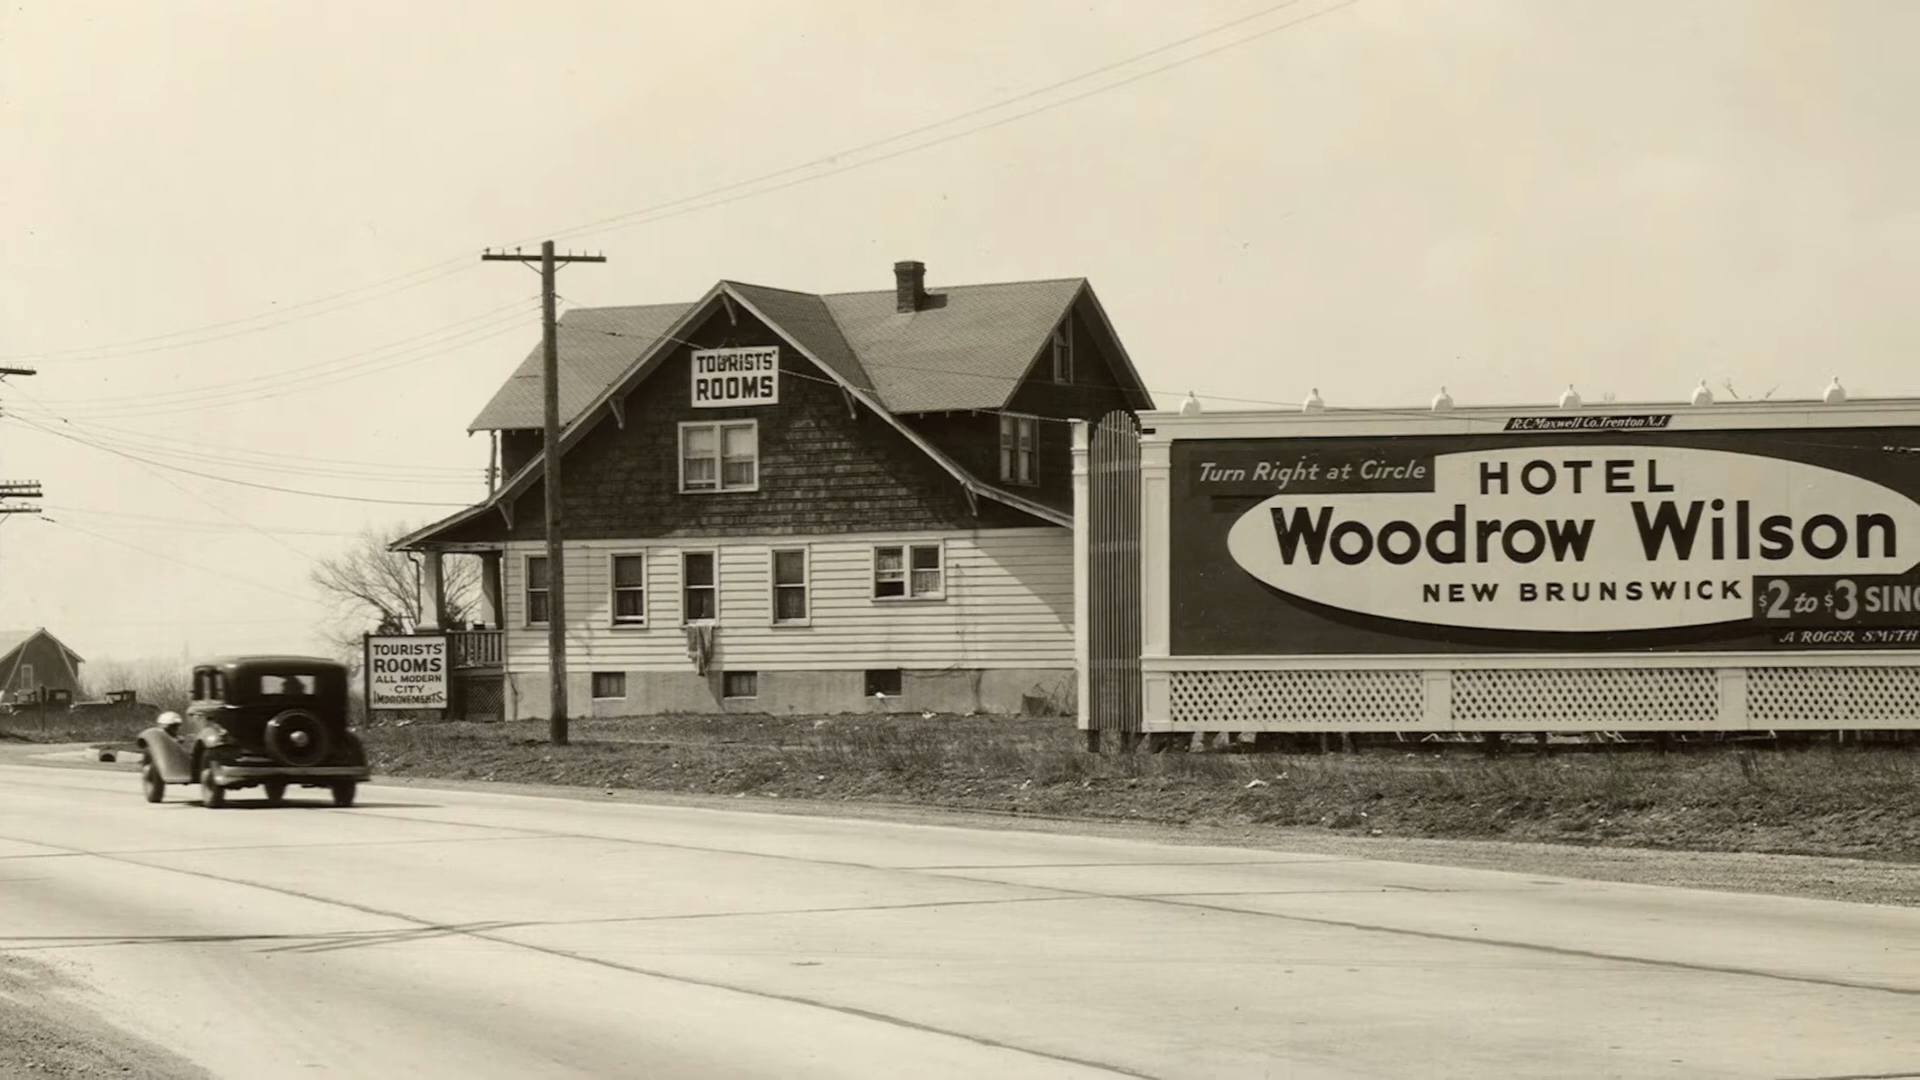 TOURISTS'
ROOMS
TOURISTS'
ROOMS
ALL MODERN
CITY
IMPROVEMENTS
R.C. Maxwell Co. Trenton N.J.
Turn Right at Circle
HOTEL
Woodrow Wilson
NEW BRUNSWICK
$2 to $3 SING
A ROGER SMITH